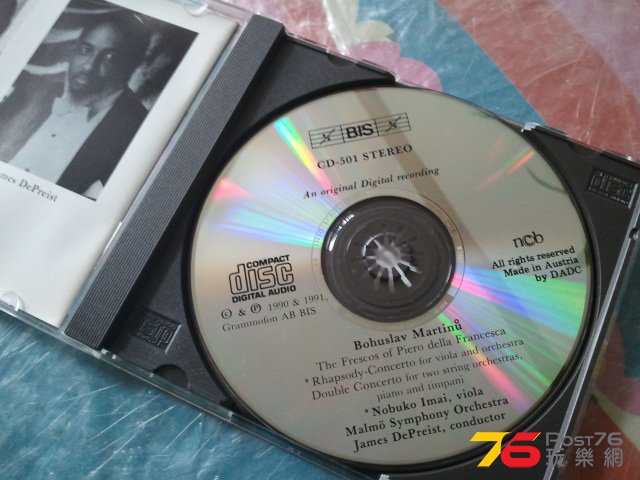 ames DePreist
BIS
CD-501 STEREO
An original Digital recording
COMPACT
disc
DIGITAL AUDIO
ncb
All rights reserved
Made in Austria
by DADC
Ⓒ & Ⓟ 1990 & 1991,
Grammofon AB BIS
Bohuslav Martinů
The Frescos of Piero della Francesca
*Rhapsody-Concerto for viola and orchestra
Double Concerto for two string orchestras,
piano and timpani
*Nobuko Imai, viola
Malmö Symphony Orchestra
James DePreist, conductor
76 Post76
玩樂網